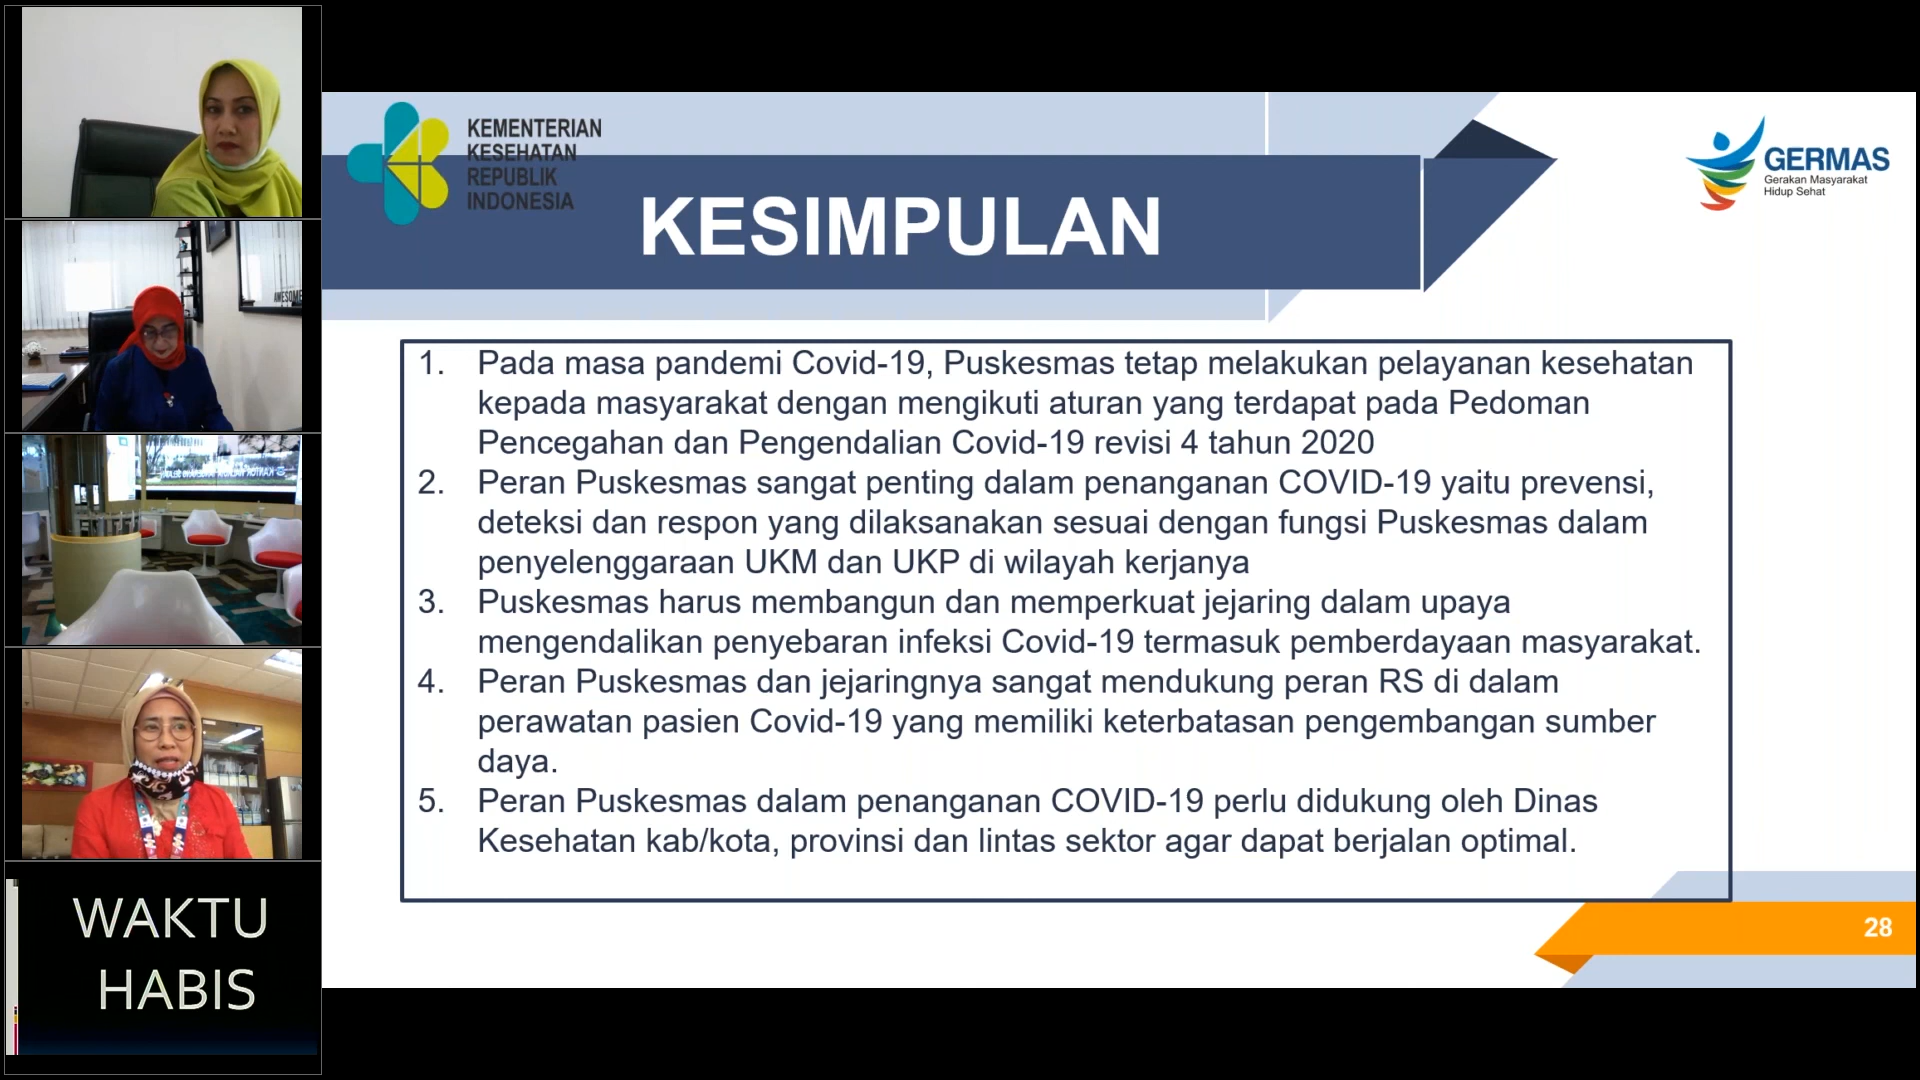 KEMENTERIAN
KESEHATAN
REPUBLIK
INDONESIA
KESIMPULAN
GERMAS
Gerakan Masyarakat
Hidup Sehat
1. Pada masa pandemi Covid-19, Puskesmas tetap melakukan pelayanan kesehatan
kepada masyarakat dengan mengikuti aturan yang terdapat pada Pedoman
Pencegahan dan Pengendalian Covid-19 revisi 4 tahun 2020
2. Peran Puskesmas sangat penting dalam penanganan COVID-19 yaitu prevensi,
deteksi dan respon yang dilaksanakan sesuai dengan fungsi Puskesmas dalam
penyelenggaraan UKM dan UKP di wilayah kerjanya
3. Puskesmas harus membangun dan memperkuat jejaring dalam upaya
mengendalikan penyebaran infeksi Covid-19 termasuk pemberdayaan masyarakat.
4. Peran Puskesmas dan jejaringnya sangat mendukung peran RS di dalam
perawatan pasien Covid-19 yang memiliki keterbatasan pengembangan sumber
daya.
5. Peran Puskesmas dalam penanganan COVID-19 perlu didukung oleh Dinas
Kesehatan kab/kota, provinsi dan lintas sektor agar dapat berjalan optimal.
28
AWESOME
WAKTU
HABIS